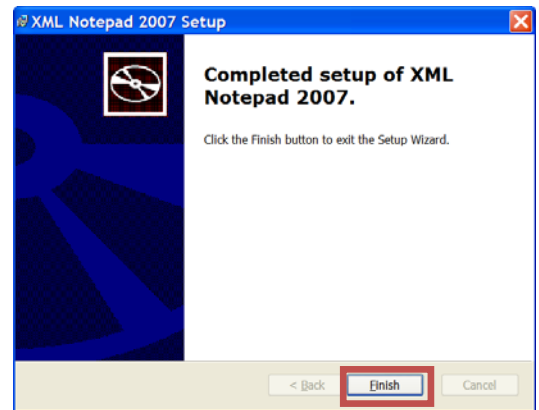 XML Notepad 2007 Setup
Completed setup of XML
Notepad 2007.
Click the Finish button to exit the Setup Wizard.
< Back
Finish
Cancel